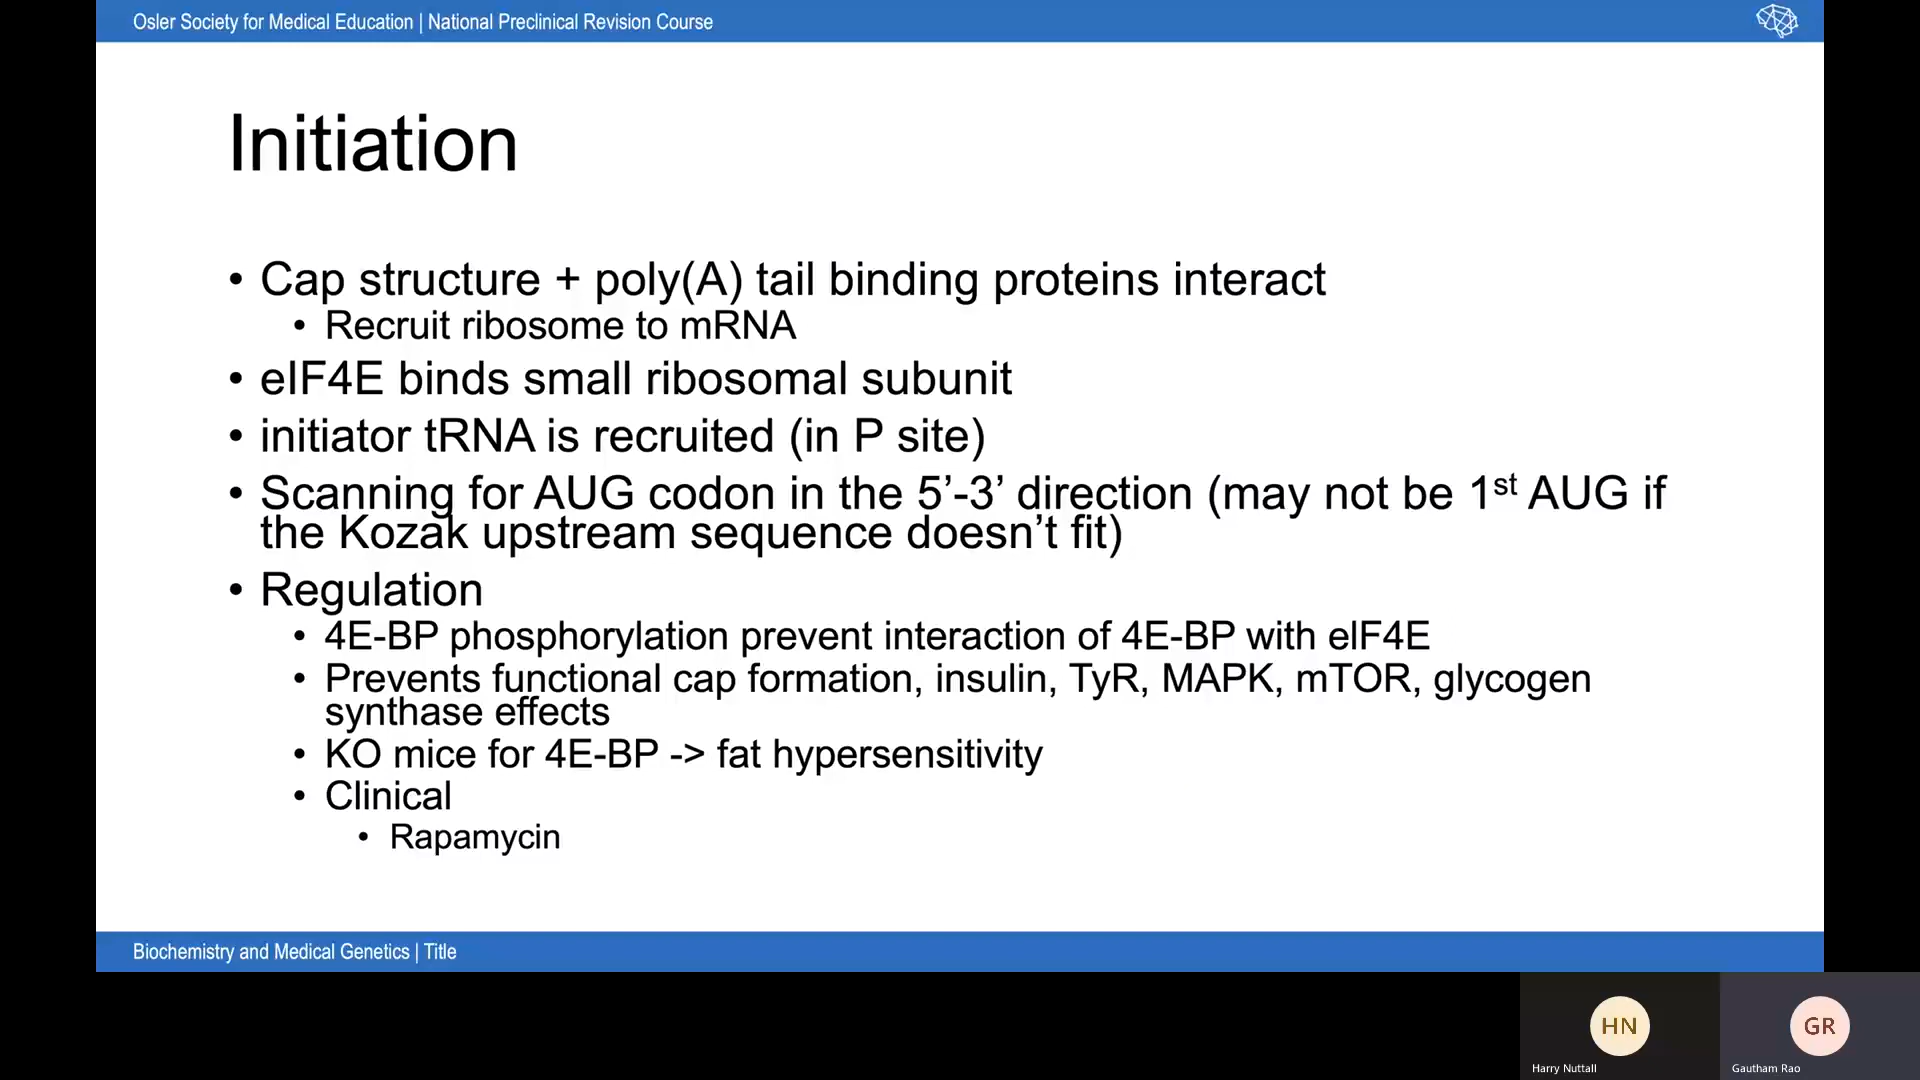 Osler Society for Medical Education | National Preclinical Revision Course
Initiation
• Cap structure + poly(A) tail binding proteins interact
• Recruit ribosome to mRNA
• eIF4E binds small ribosomal subunit
• initiator tRNA is recruited (in P site)
• Scanning for AUG codon in the 5’-3’ direction (may not be 1st AUG if
the Kozak upstream sequence doesn’t fit)
• Regulation
• 4E-BP phosphorylation prevent interaction of 4E-BP with eIF4E
• Prevents functional cap formation, insulin, TyR, MAPK, mTOR, glycogen
synthase effects
• KO mice for 4E-BP -> fat hypersensitivity
• Clinical
• Rapamycin
Biochemistry and Medical Genetics | Title
HN
GR
Harry Nuttall
Gautham Rao